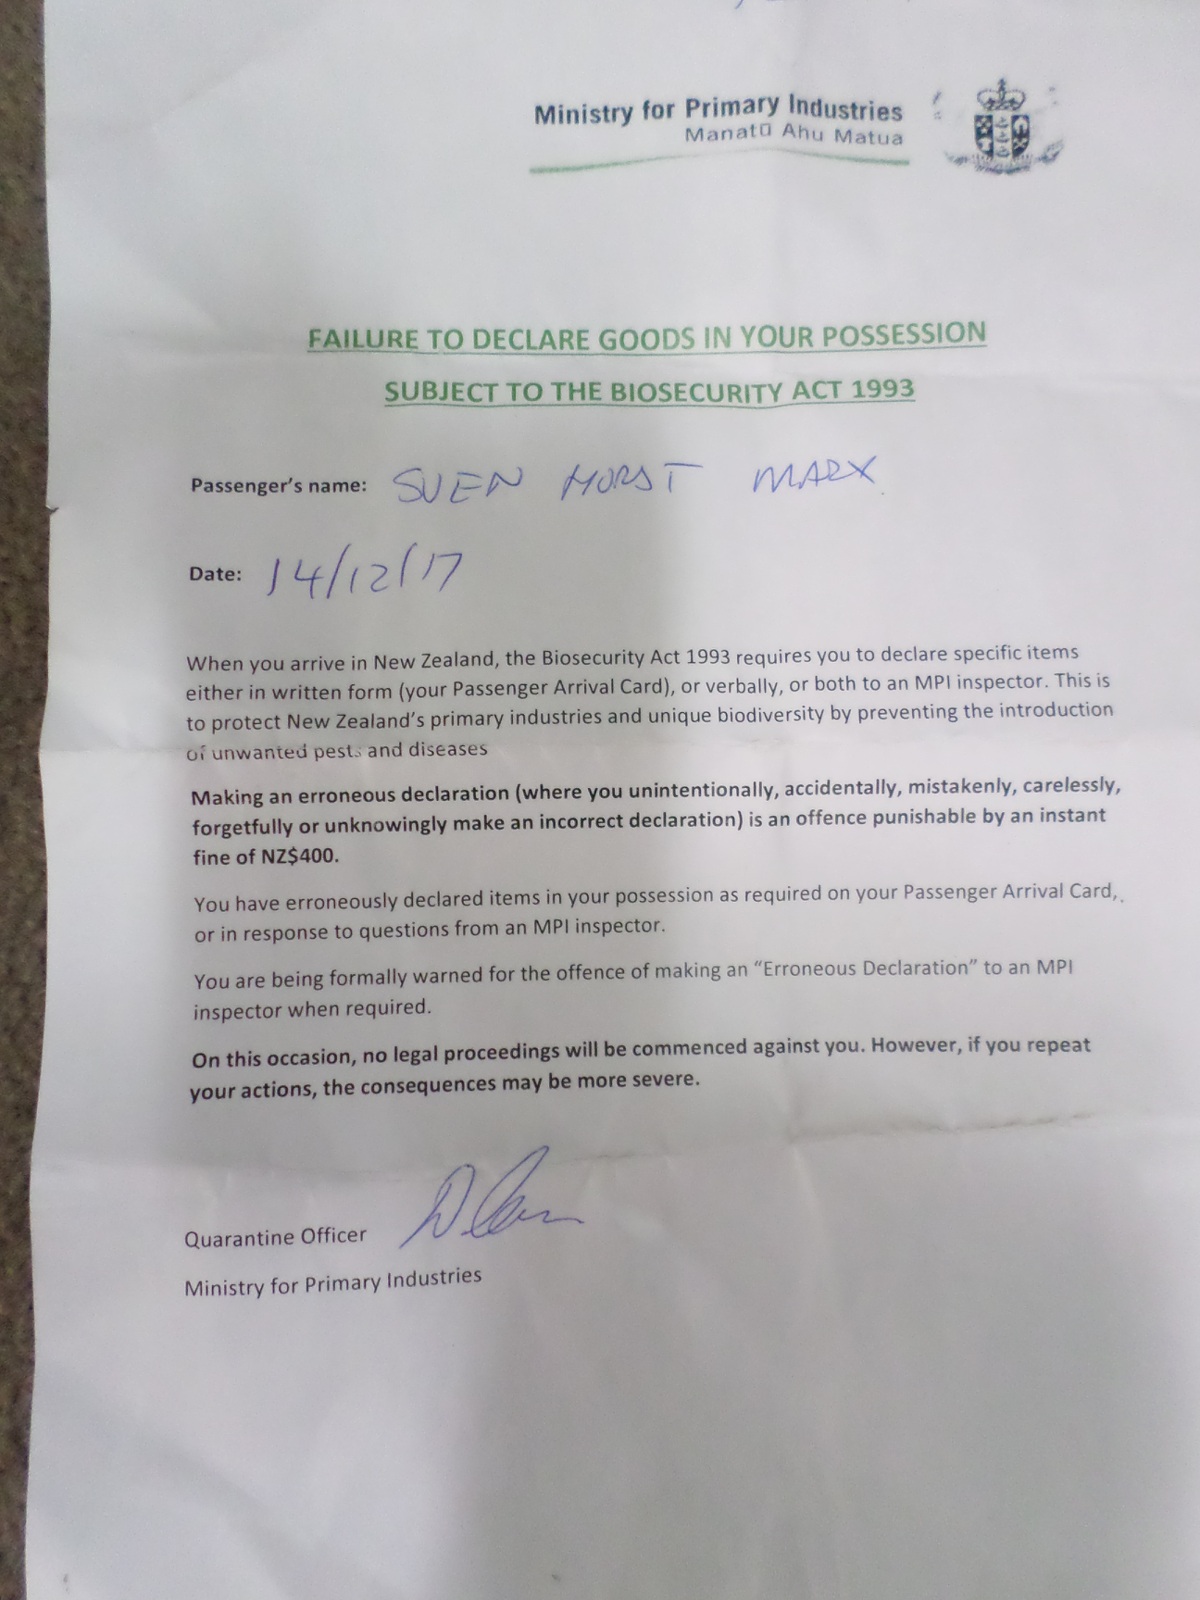 Ministry for Primary Industries
Manatū Ahu Matua
FAILURE TO DECLARE GOODS IN YOUR POSSESSION
SUBJECT TO THE BIOSECURITY ACT 1993
Passenger's name: SVEN HORST MARX
Date: 14/12/17
When you arrive in New Zealand, the Biosecurity Act 1993 requires you to declare specific items
either in written form (your Passenger Arrival Card), or verbally, or both to an MPI inspector. This is
to protect New Zealand's primary industries and unique biodiversity by preventing the introduction
of unwanted pests and diseases
Making an erroneous declaration (where you unintentionally, accidentally, mistakenly, carelessly,
forgetfully or unknowingly make an incorrect declaration) is an offence punishable by an instant
fine of NZ$400.
You have erroneously declared items in your possession as required on your Passenger Arrival Card,
or in response to questions from an MPI inspector.
You are being formally warned for the offence of making an “Erroneous Declaration” to an MPI
inspector when required.
On this occasion, no legal proceedings will be commenced against you. However, if you repeat
your actions, the consequences may be more severe.
Quarantine Officer
Ministry for Primary Industries